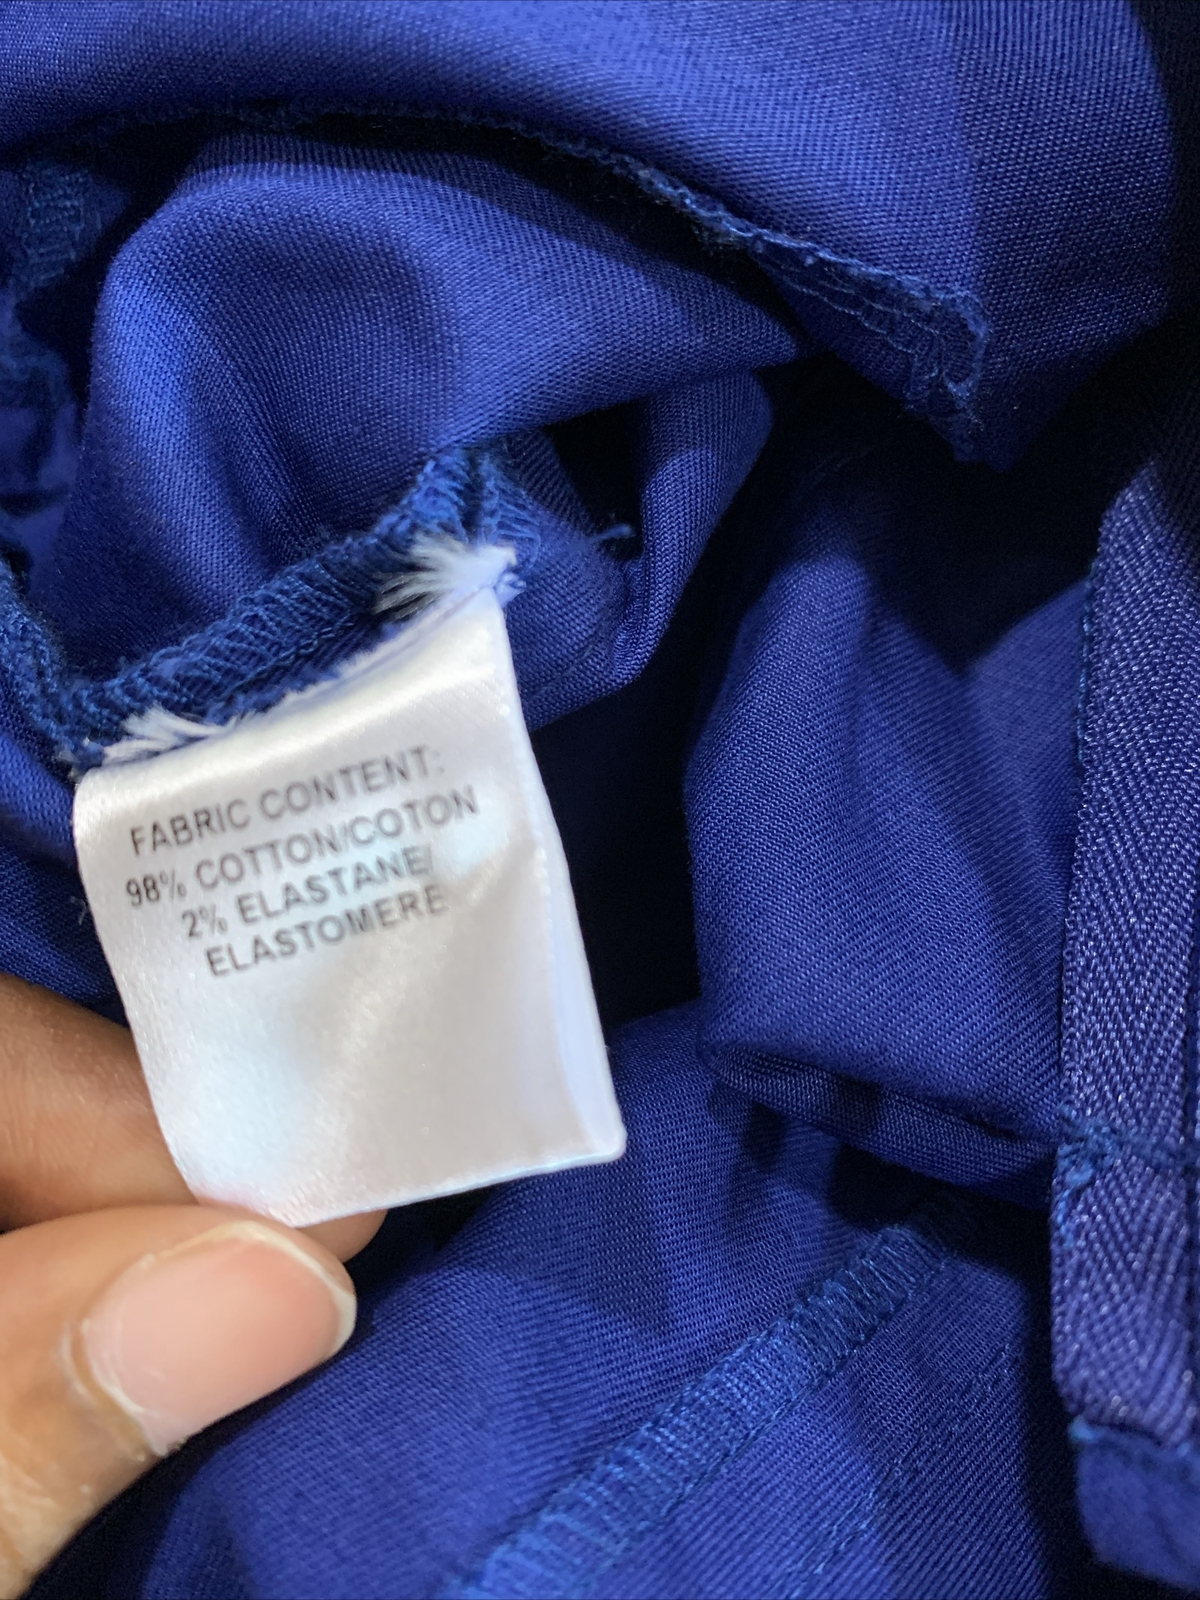 FABRIC CONTENT:
98% COTTON/COTON
2% ELASTANE/
ELASTOMERE